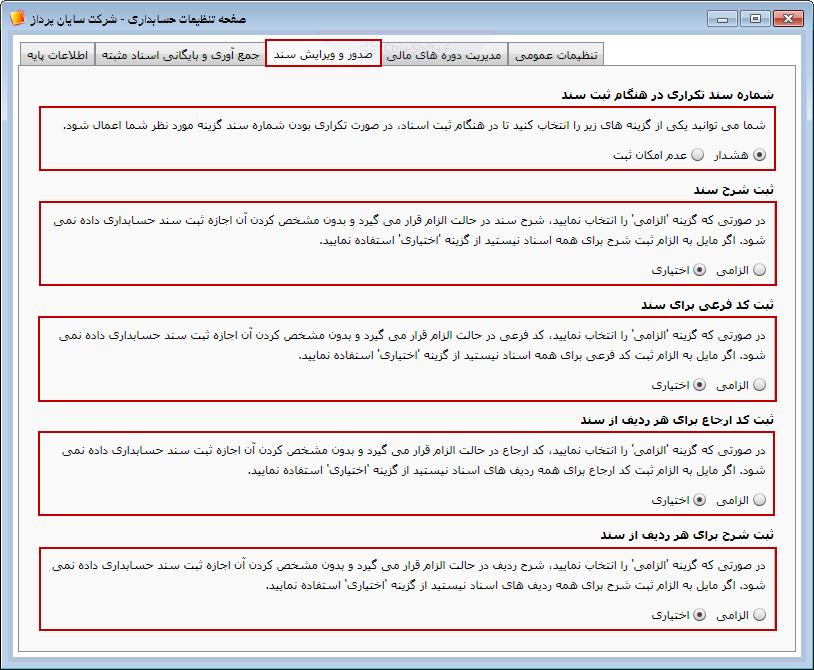 صفحه تنظیمات حسابداری - شرکت سایان پرداز
تنظیمات عمومی
مدیریت دوره های مالی
صدور و ویرایش سند
جمع آوری و بایگانی اسناد مثبته
اطلاعات پایه
شماره سند تکراری در هنگام ثبت سند
شما می توانید یکی از گزینه های زیر را انتخاب کنید تا در هنگام ثبت اسناد، در صورت تکراری بودن شماره سند گزینه مورد نظر شما اعمال شود.
هشدار عدم امکان ثبت
ثبت شرح سند
در صورتی که گزینه 'الزامی' را انتخاب نمایید، شرح سند در حالت الزام قرار می گیرد و بدون مشخص کردن آن اجازه ثبت سند حسابداری داده نمی
شود. اگر مایل به الزام ثبت شرح برای همه اسناد نیستید از گزینه 'اختیاری' استفاده نمایید.
الزامی اختیاری
ثبت کد فرعی برای سند
در صورتی که گزینه 'الزامی' را انتخاب نمایید، کد فرعی در حالت الزام قرار می گیرد و بدون مشخص کردن آن اجازه ثبت سند حسابداری داده نمی
شود. اگر مایل به الزام ثبت کد فرعی برای همه اسناد نیستید از گزینه 'اختیاری' استفاده نمایید.
الزامی اختیاری
ثبت کد ارجاع برای هر ردیف از سند
در صورتی که گزینه 'الزامی' را انتخاب نمایید، کد ارجاع در حالت الزام قرار می گیرد و بدون مشخص کردن آن اجازه ثبت سند حسابداری داده نمی
شود. اگر مایل به الزام ثبت کد ارجاع برای همه ردیف های اسناد نیستید از گزینه 'اختیاری' استفاده نمایید.
الزامی اختیاری
ثبت شرح برای هر ردیف از سند
در صورتی که گزینه 'الزامی' را انتخاب نمایید، شرح ردیف در حالت الزام قرار می گیرد و بدون مشخص کردن آن اجازه ثبت سند حسابداری داده نمی
شود. اگر مایل به الزام ثبت شرح برای همه ردیف های اسناد نیستید از گزینه 'اختیاری' استفاده نمایید.
الزامی اختیاری